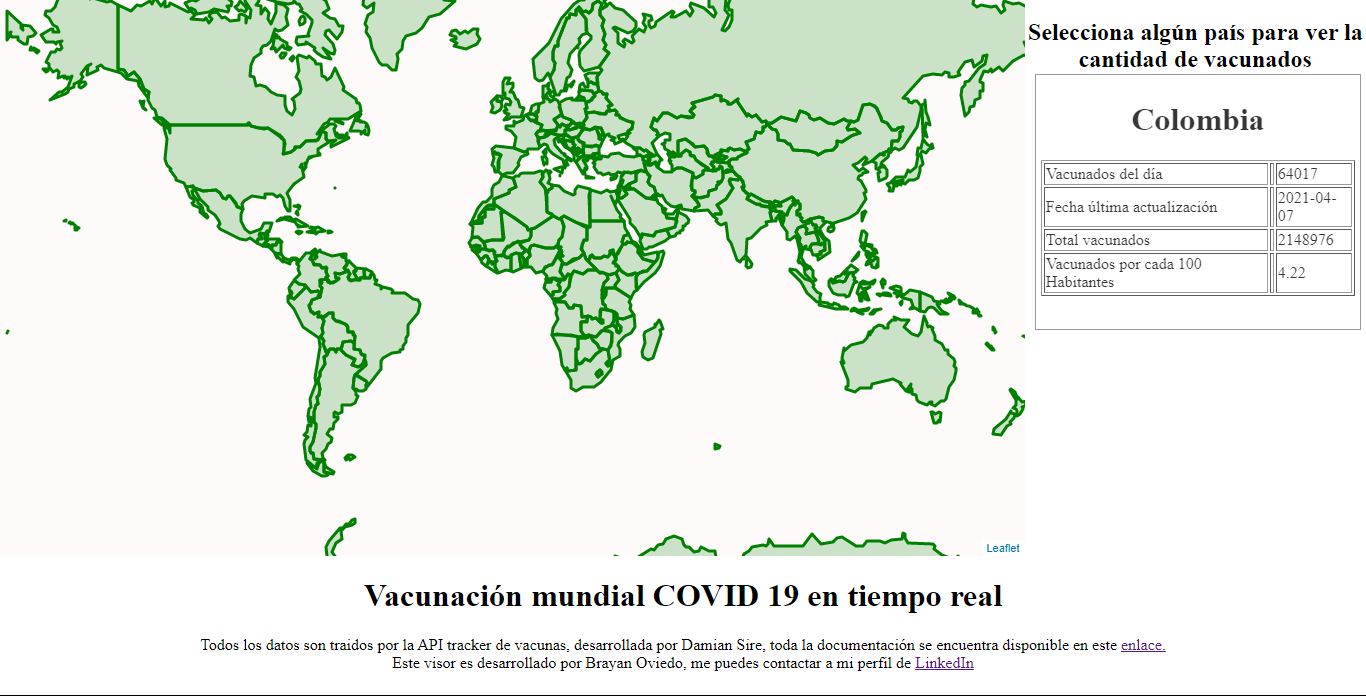 Selecciona algún país para ver la
cantidad de vacunados
Colombia
Vacunados del día 64017
Fecha última actualización 2021-04-
07
Total vacunados 2148976
Vacunados por cada 100
Habitantes 4.22
Leaflet
Vacunación mundial COVID 19 en tiempo real
Todos los datos son traidos por la API tracker de vacunas, desarrollada por Damian Sire, toda la documentación se encuentra disponible en este enlace.
Este visor es desarrollado por Brayan Oviedo, me puedes contactar a mi perfil de LinkedIn